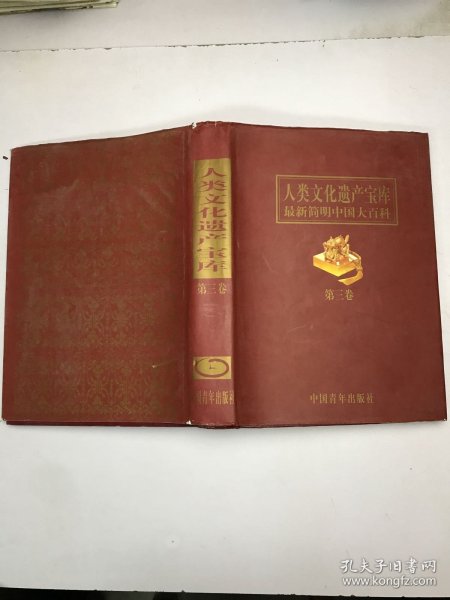 人类文化遗产宝库
第三卷
中国青年出版社
人类文化遗产宝库
最新简明中国大百科
第三卷
中国青年出版社
孔夫子旧书网
www.kongfz.com